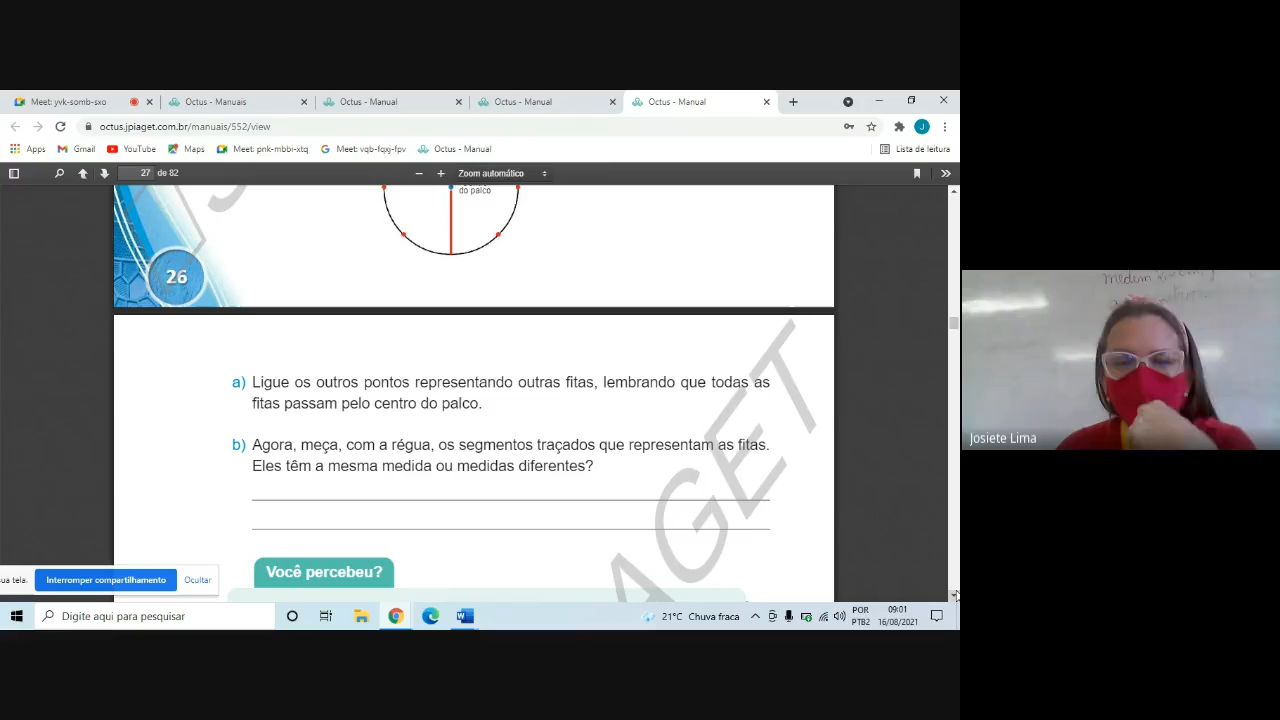 Meet: yvk-somb-sxo
Octus - Manuais
Octus - Manual
Octus - Manual
Octus - Manual
octus.jpiaget.com.br/manuais/552/view
Apps
Gmail
YouTube
Maps
Meet: pnk-mbbi-xtq
Meet: vqb-fqxj-fpv
Octus - Manual
Lista de leitura
27 de 82
Zoom automático
do palco
26
a) Ligue os outros pontos representando outras fitas, lembrando que todas as
fitas passam pelo centro do palco.
b) Agora, meça, com a régua, os segmentos traçados que representam as fitas.
Eles têm a mesma medida ou medidas diferentes?
AGET
Você percebeu?
sua tela.
Interromper compartilhamento
Ocultar
Digite aqui para pesquisar
21°C Chuva fraca
POR
PTB2
09:01
16/08/2021
medem
Josiete Lima